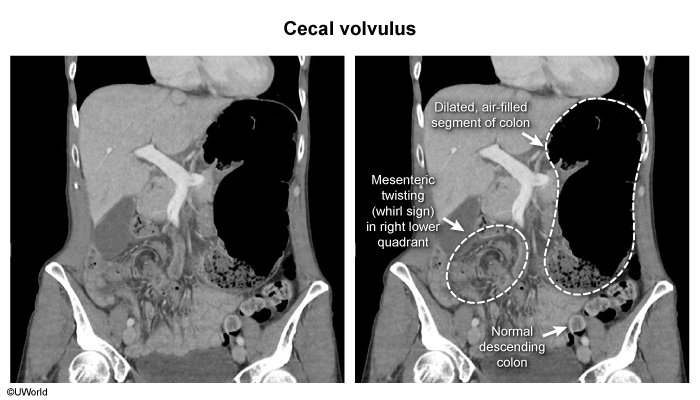 Cecal volvulus
Dilated, air-filled
segment of colon
Mesenteric
twisting
(whirl sign)
in right lower
quadrant
Normal
descending
colon
©UWorld